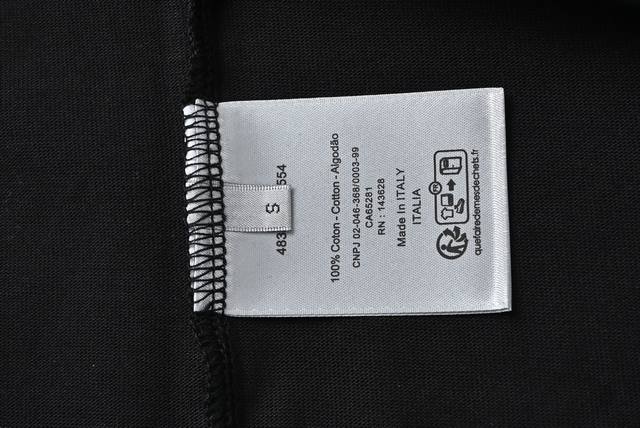 S
483 554
100% Coton - Cotton - Algodão
CNPJ 02-046-368/0003-99
CA65281
RN : 143628
Made In ITALY
ITALIA
FR
quefairedemesdechets.fr